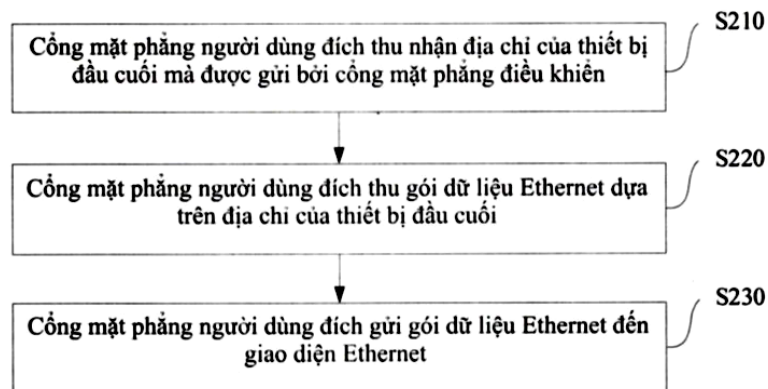 S210
Cổng mặt phẳng người dùng đích thu nhận địa chỉ của thiết bị
đầu cuối mà được gửi bởi cổng mặt phẳng điều khiển
S220
Cổng mặt phẳng người dùng đích thu gói dữ liệu Ethernet dựa
trên địa chỉ của thiết bị đầu cuối
S230
Cổng mặt phẳng người dùng đích gửi gói dữ liệu Ethernet đến
giao diện Ethernet